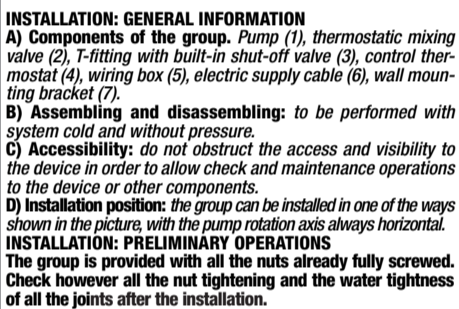 INSTALLATION: GENERAL INFORMATION
A) Components of the group. Pump (1), thermostatic mixing
valve (2), T-fitting with built-in shut-off valve (3), control ther-
mostat (4), wiring box (5), electric supply cable (6), wall moun-
ting bracket (7).
B) Assembling and disassembling: to be performed with
system cold and without pressure.
C) Accessibility: do not obstruct the access and visibility to
the device in order to allow check and maintenance operations
to the device or other components.
D) Installation position: the group can be installed in one of the ways
shown in the picture, with the pump rotation axis always horizontal.
INSTALLATION: PRELIMINARY OPERATIONS
The group is provided with all the nuts already fully screwed.
Check however all the nut tightening and the water tightness
of all the joints after the installation.